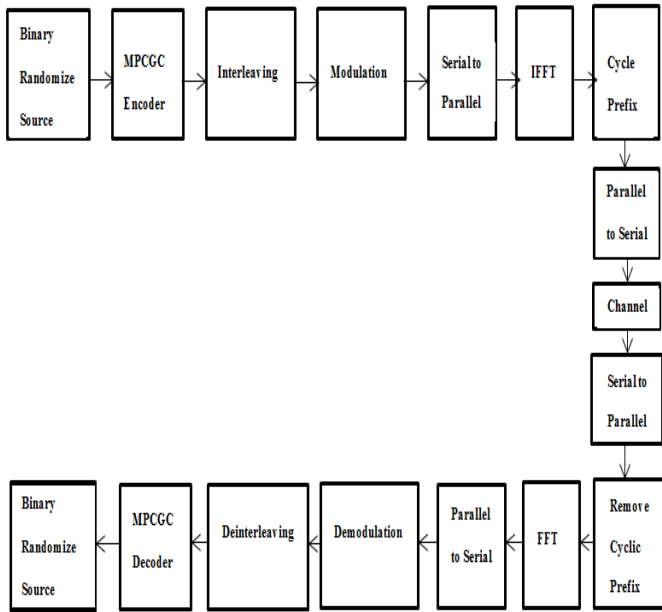 Binary
Randomize
Source
MPCGC
Encoder
Interleaving
Modulation
Serial to
Parallel
IFFT
Cycle
Prefix
Parallel
to Serial
Channel
Serial to
Parallel
Remove
Cyclic
Prefix
FFT
Parallel
to Serial
Demodulation
Deinterleaving
MPCGC
Decoder
Binary
Randomize
Source